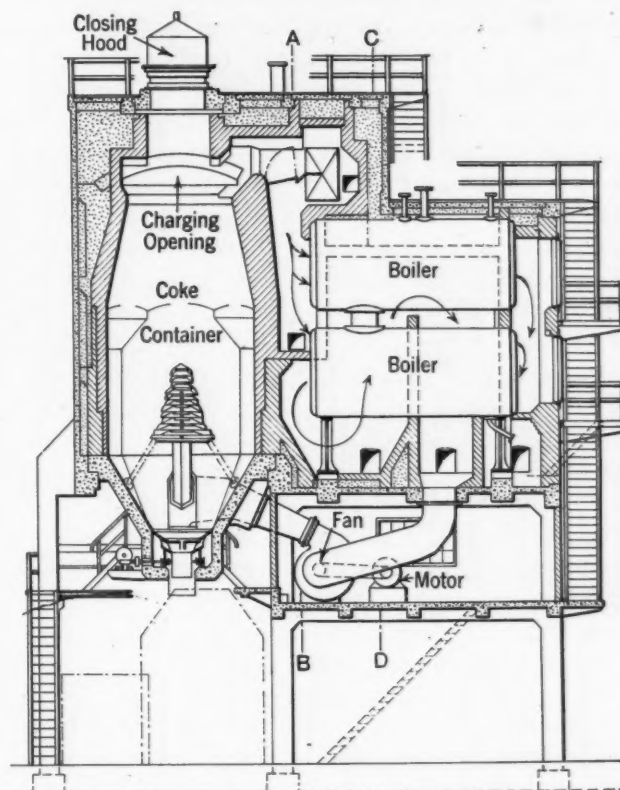 Closing
Hood
A
C
Charging
Opening
Boiler
Coke
Container
Boiler
Fan
Motor
B
D